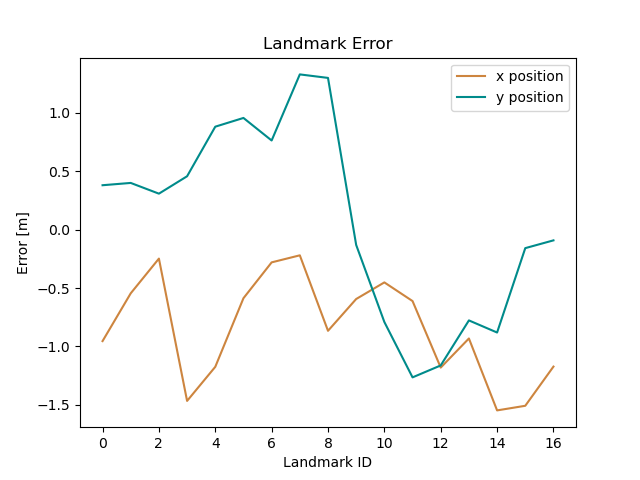 Landmark Error
x position
y position
1.0
0.5
0.0
−0.5
−1.0
−1.5
Error [m]
0 2 4 6 8 10 12 14 16
Landmark ID